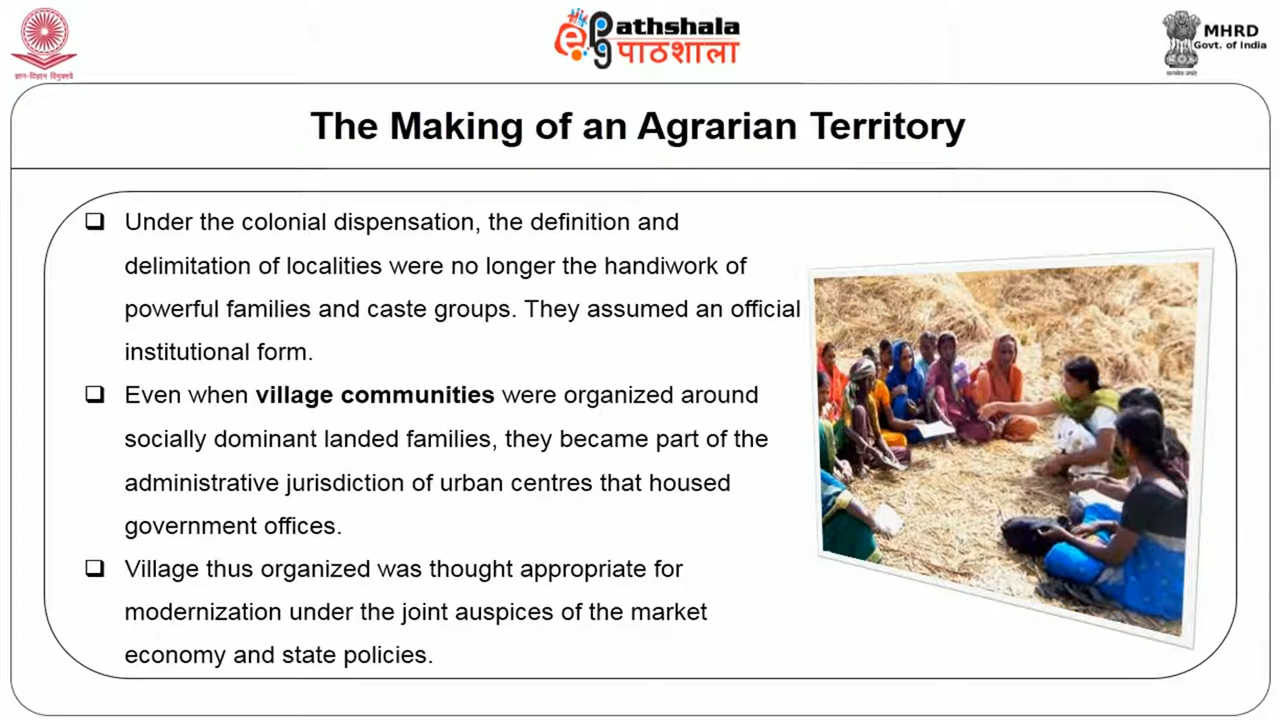 ज्ञान-विज्ञान विमुक्तये
ePathshala
पाठशाला
MHRD
Govt. of India
सत्यमेव जयते
The Making of an Agrarian Territory
Under the colonial dispensation, the definition and
delimitation of localities were no longer the handiwork of
powerful families and caste groups. They assumed an official
institutional form.
Even when village communities were organized around
socially dominant landed families, they became part of the
administrative jurisdiction of urban centres that housed
government offices.
Village thus organized was thought appropriate for
modernization under the joint auspices of the market
economy and state policies.